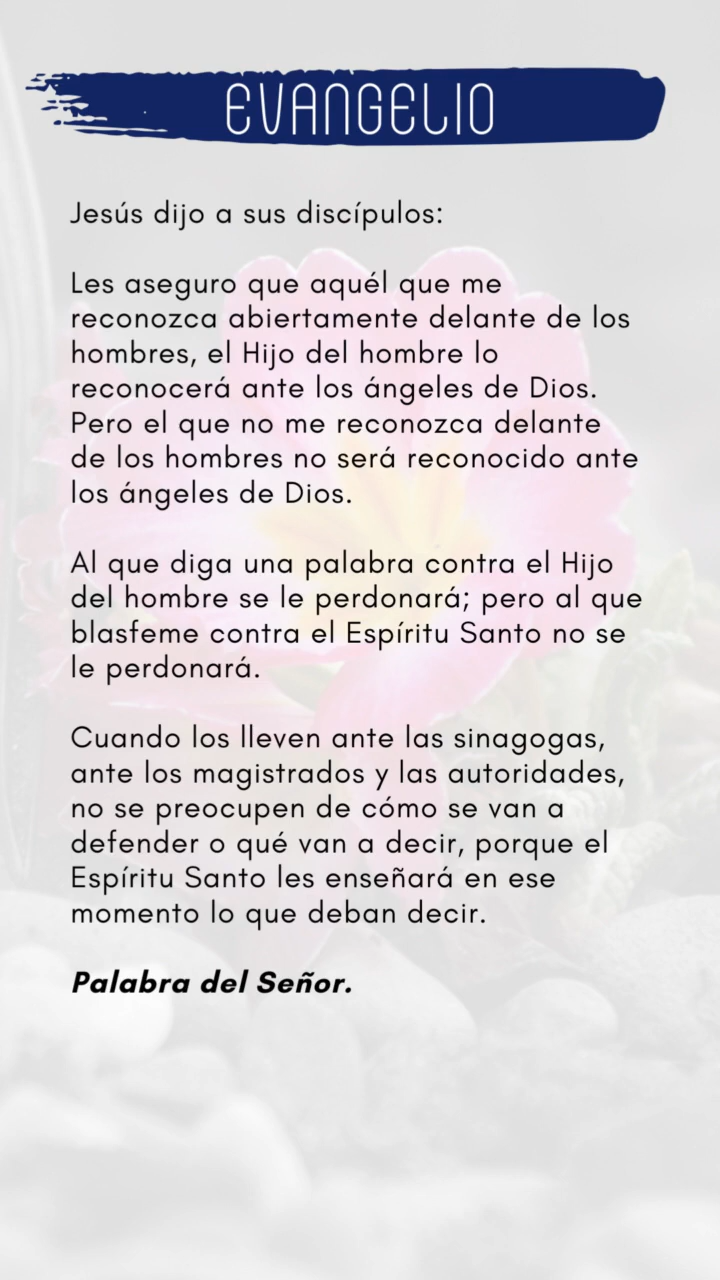 EVANGELIO
Jesús dijo a sus discípulos:
Les aseguro que aquél que me
reconozca abiertamente delante de los
hombres, el Hijo del hombre lo
reconocerá ante los ángeles de Dios.
Pero el que no me reconozca delante
de los hombres no será reconocido ante
los ángeles de Dios.
Al que diga una palabra contra el Hijo
del hombre se le perdonará; pero al que
blasfeme contra el Espíritu Santo no se
le perdonará.
Cuando los lleven ante las sinagogas,
ante los magistrados y las autoridades,
no se preocupen de cómo se van a
defender o qué van a decir, porque el
Espíritu Santo les enseñará en ese
momento lo que deban decir.
Palabra del Señor.